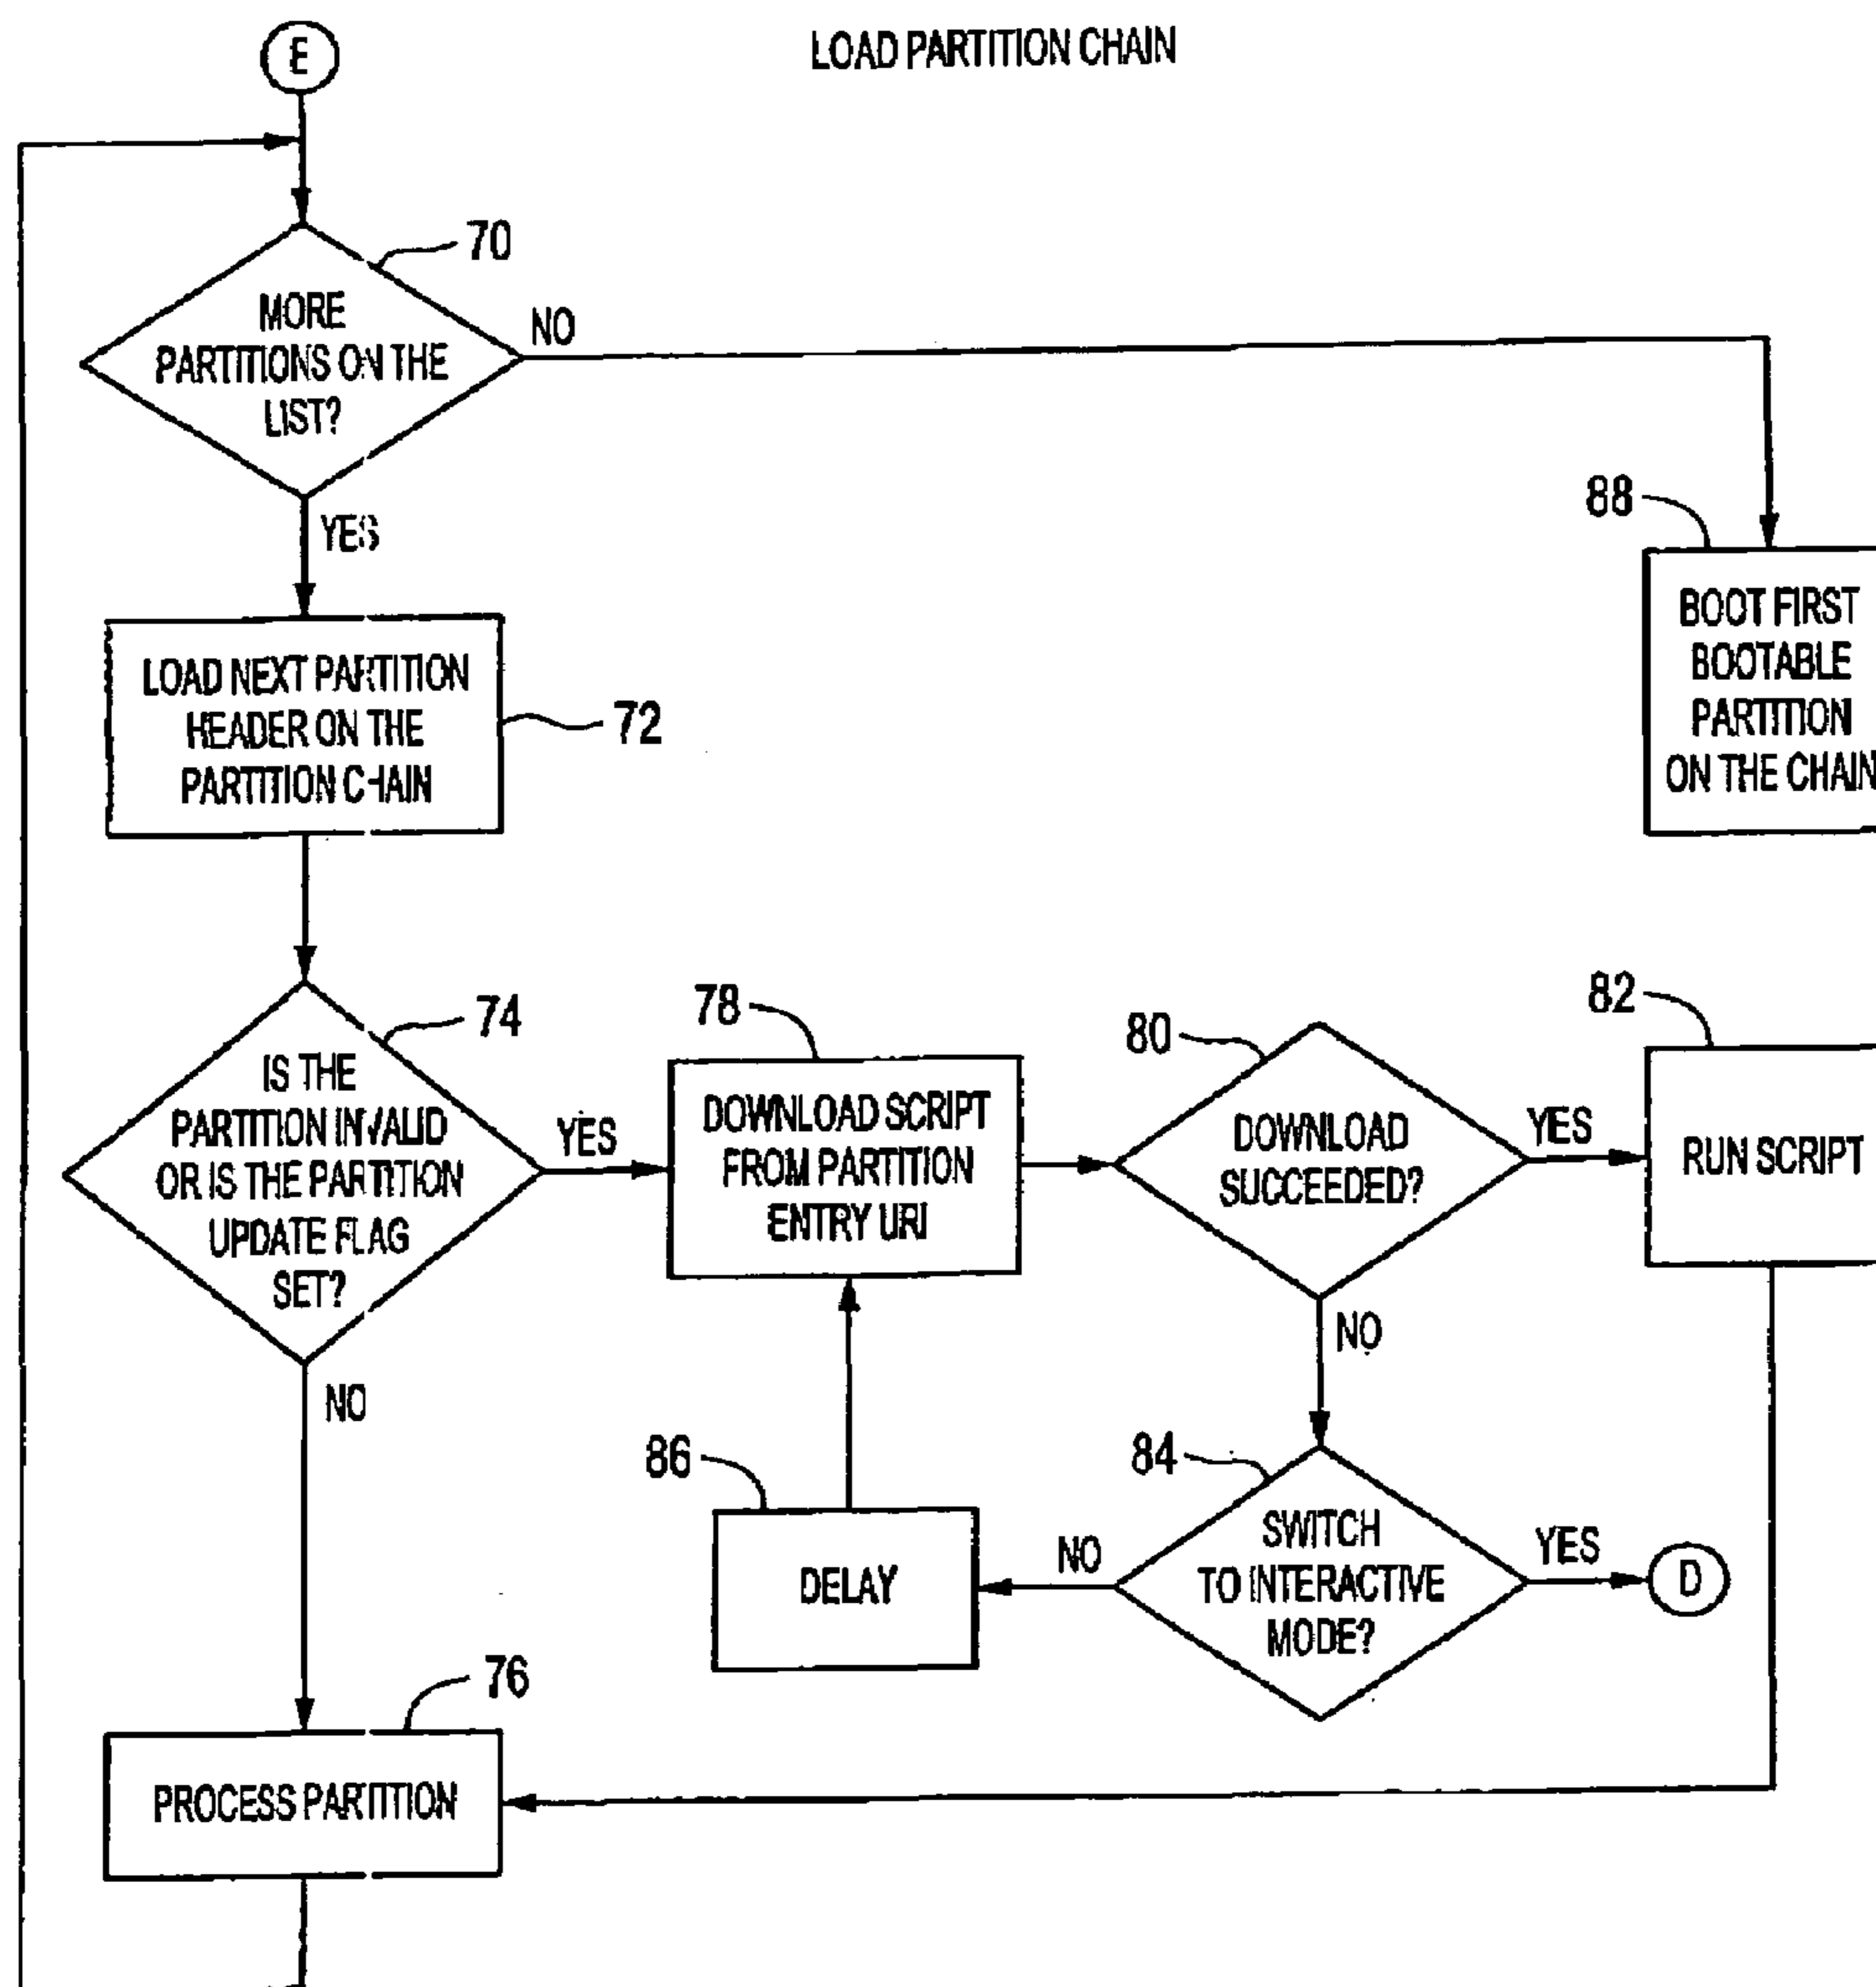 E
LOAD PARTITION CHAIN
70
MORE
PARTITIONS ON THE
LIST?
NO
YES
88
BOOT FIRST
BOOTABLE
PARTITION
ON THE CHAIN
LOAD NEXT PARTITION
HEADER ON THE
PARTITION CHAIN
72
74
IS THE
PARTITION INVALID
OR IS THE PARTITION
UPDATE FLAG
SET?
YES
NO
78
DOWNLOAD SCRIPT
FROM PARTITION
ENTRY URI
80
DOWNLOAD
SUCCEEDED?
YES
NO
82
RUN SCRIPT
86
DELAY
84
SWITCH
TO INTERACTIVE
MODE?
NO
YES
D
76
PROCESS PARTITION